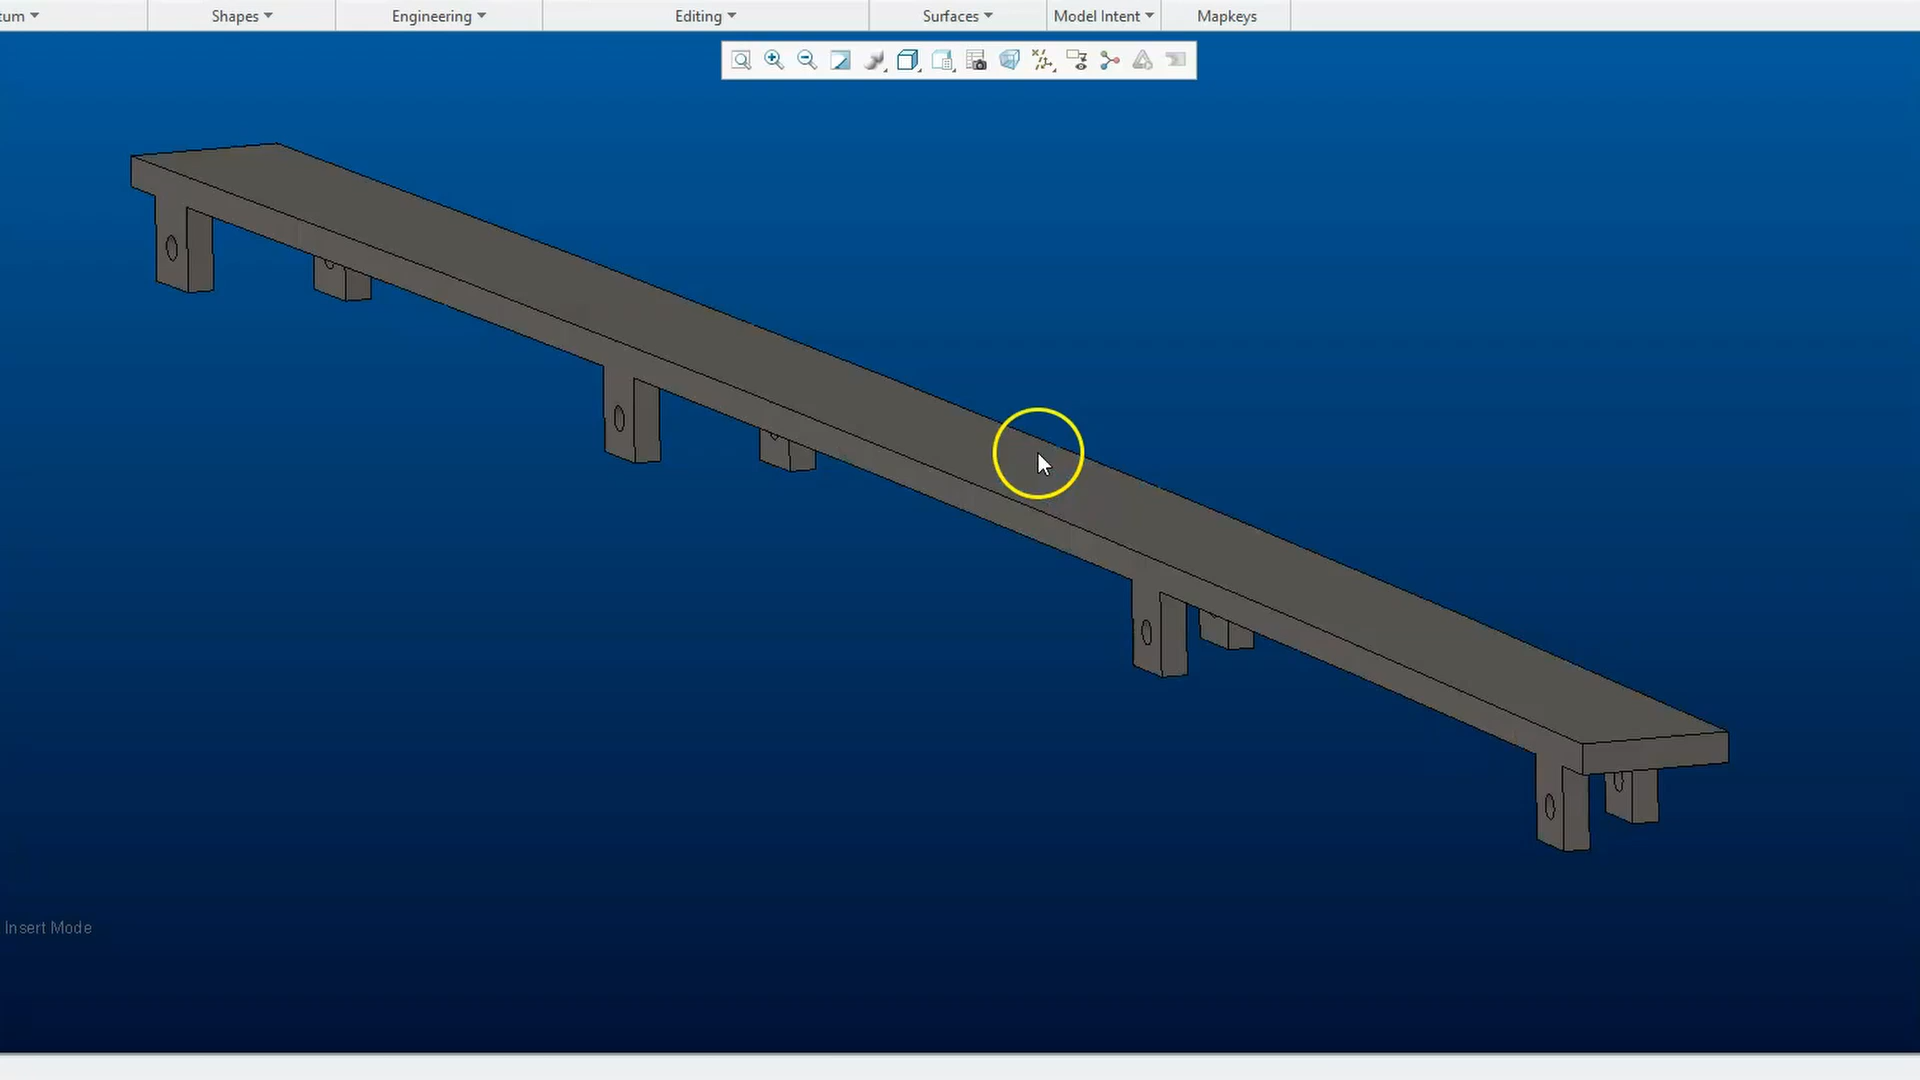 tum Shapes Engineering Editing Surfaces Model Intent Mapkeys
Insert Mode